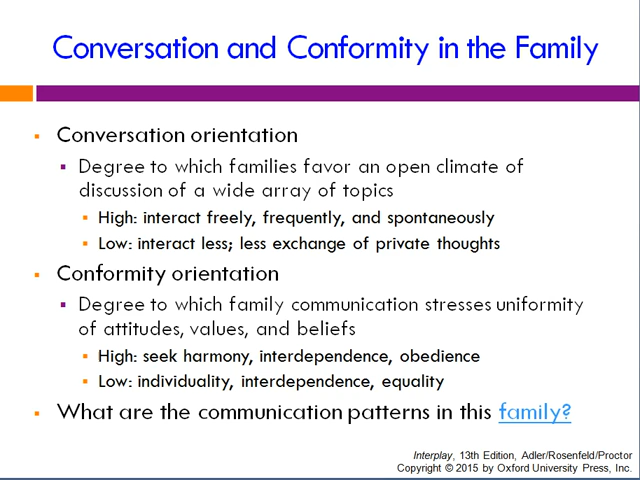 Conversation and Conformity in the Family
Conversation orientation
Degree to which families favor an open climate of
discussion of a wide array of topics
High: interact freely, frequently, and spontaneously
Low: interact less; less exchange of private thoughts
Conformity orientation
Degree to which family communication stresses uniformity
of attitudes, values, and beliefs
High: seek harmony, interdependence, obedience
Low: individuality, interdependence, equality
What are the communication patterns in this family?
Interplay, 13th Edition, Adler/Rosenfeld/Proctor
Copyright © 2015 by Oxford University Press, Inc.